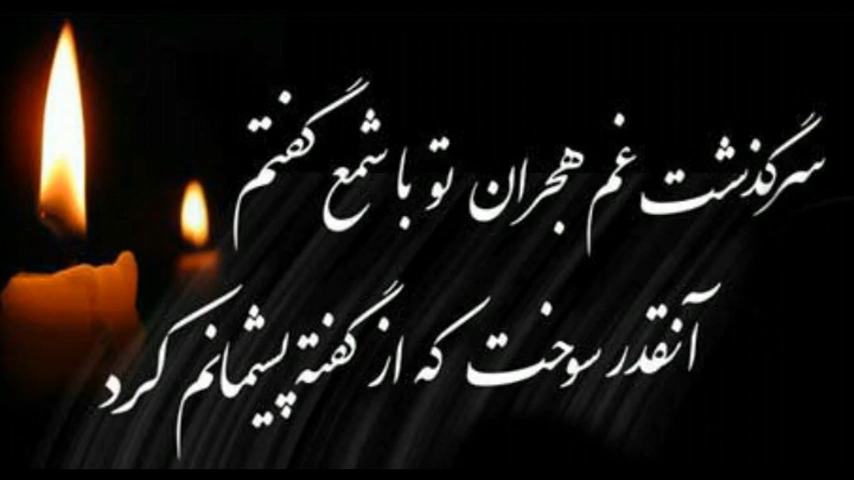 سرگذشت غم هجران تو با شمع گفتم
آنقدر سوخت که از گفته پشیمانم کرد